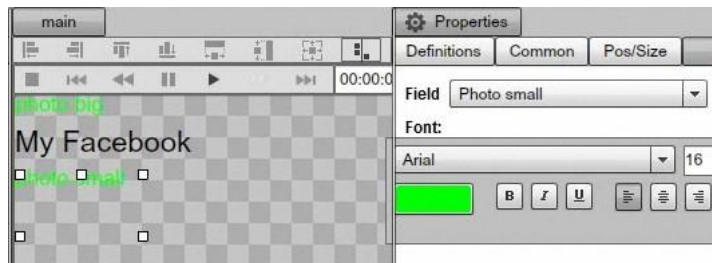 main
Properties
Definitions Common Pos/Size
00:00:0
Field Photo small
photo big
Font:
My Facebook
Arial 16
photo small
B I U